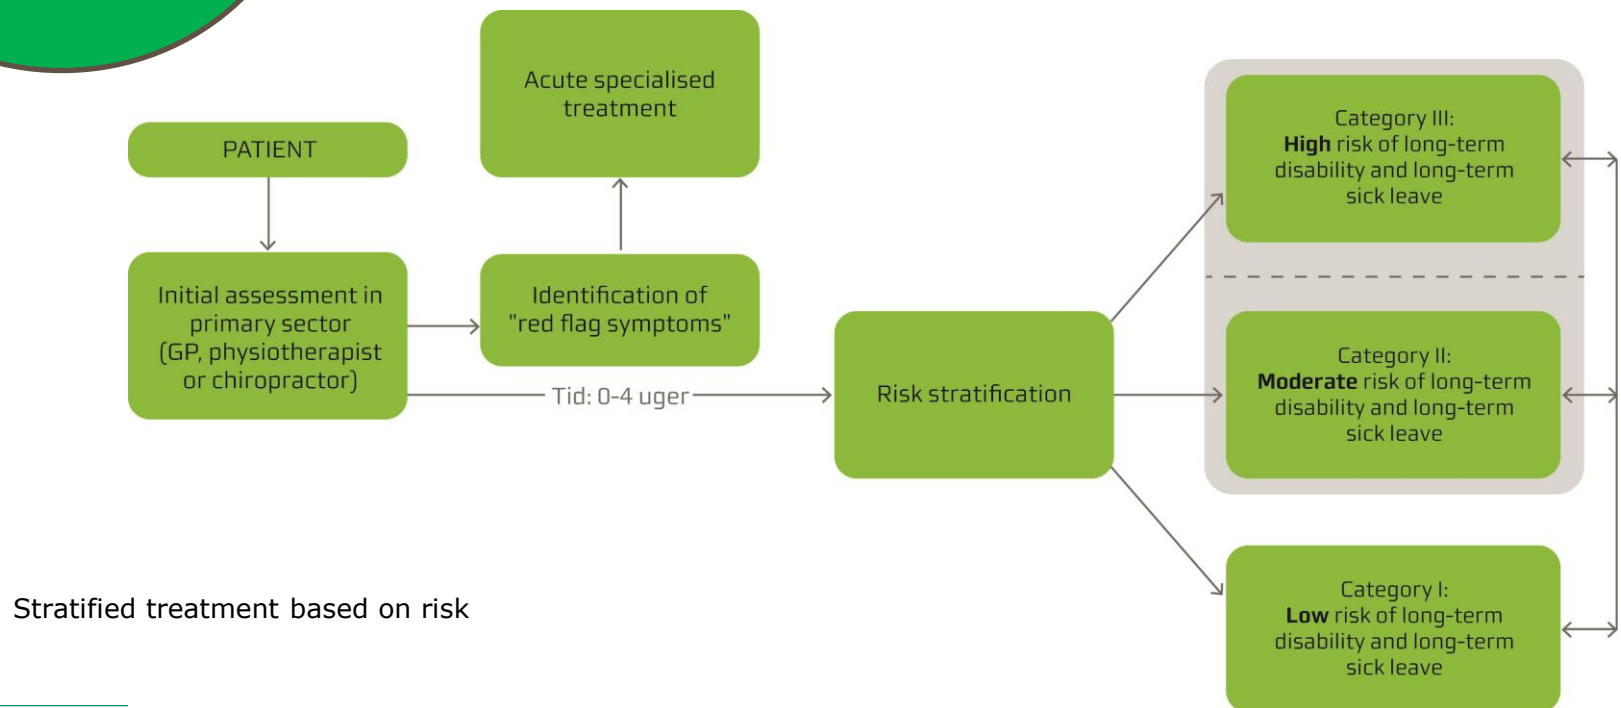 PATIENT
Initial assessment in
primary sector
(GP, physiotherapist
or chiropractor)
Acute specialised
treatment
Identification of
"red flag symptoms"
Tid: 0-4 uger
Risk stratification
Category III:
High risk of long-term
disability and long-term
sick leave
Category II:
Moderate risk of long-term
disability and long-term
sick leave
Category I:
Low risk of long-term
disability and long-term
sick leave
Stratified treatment based on risk